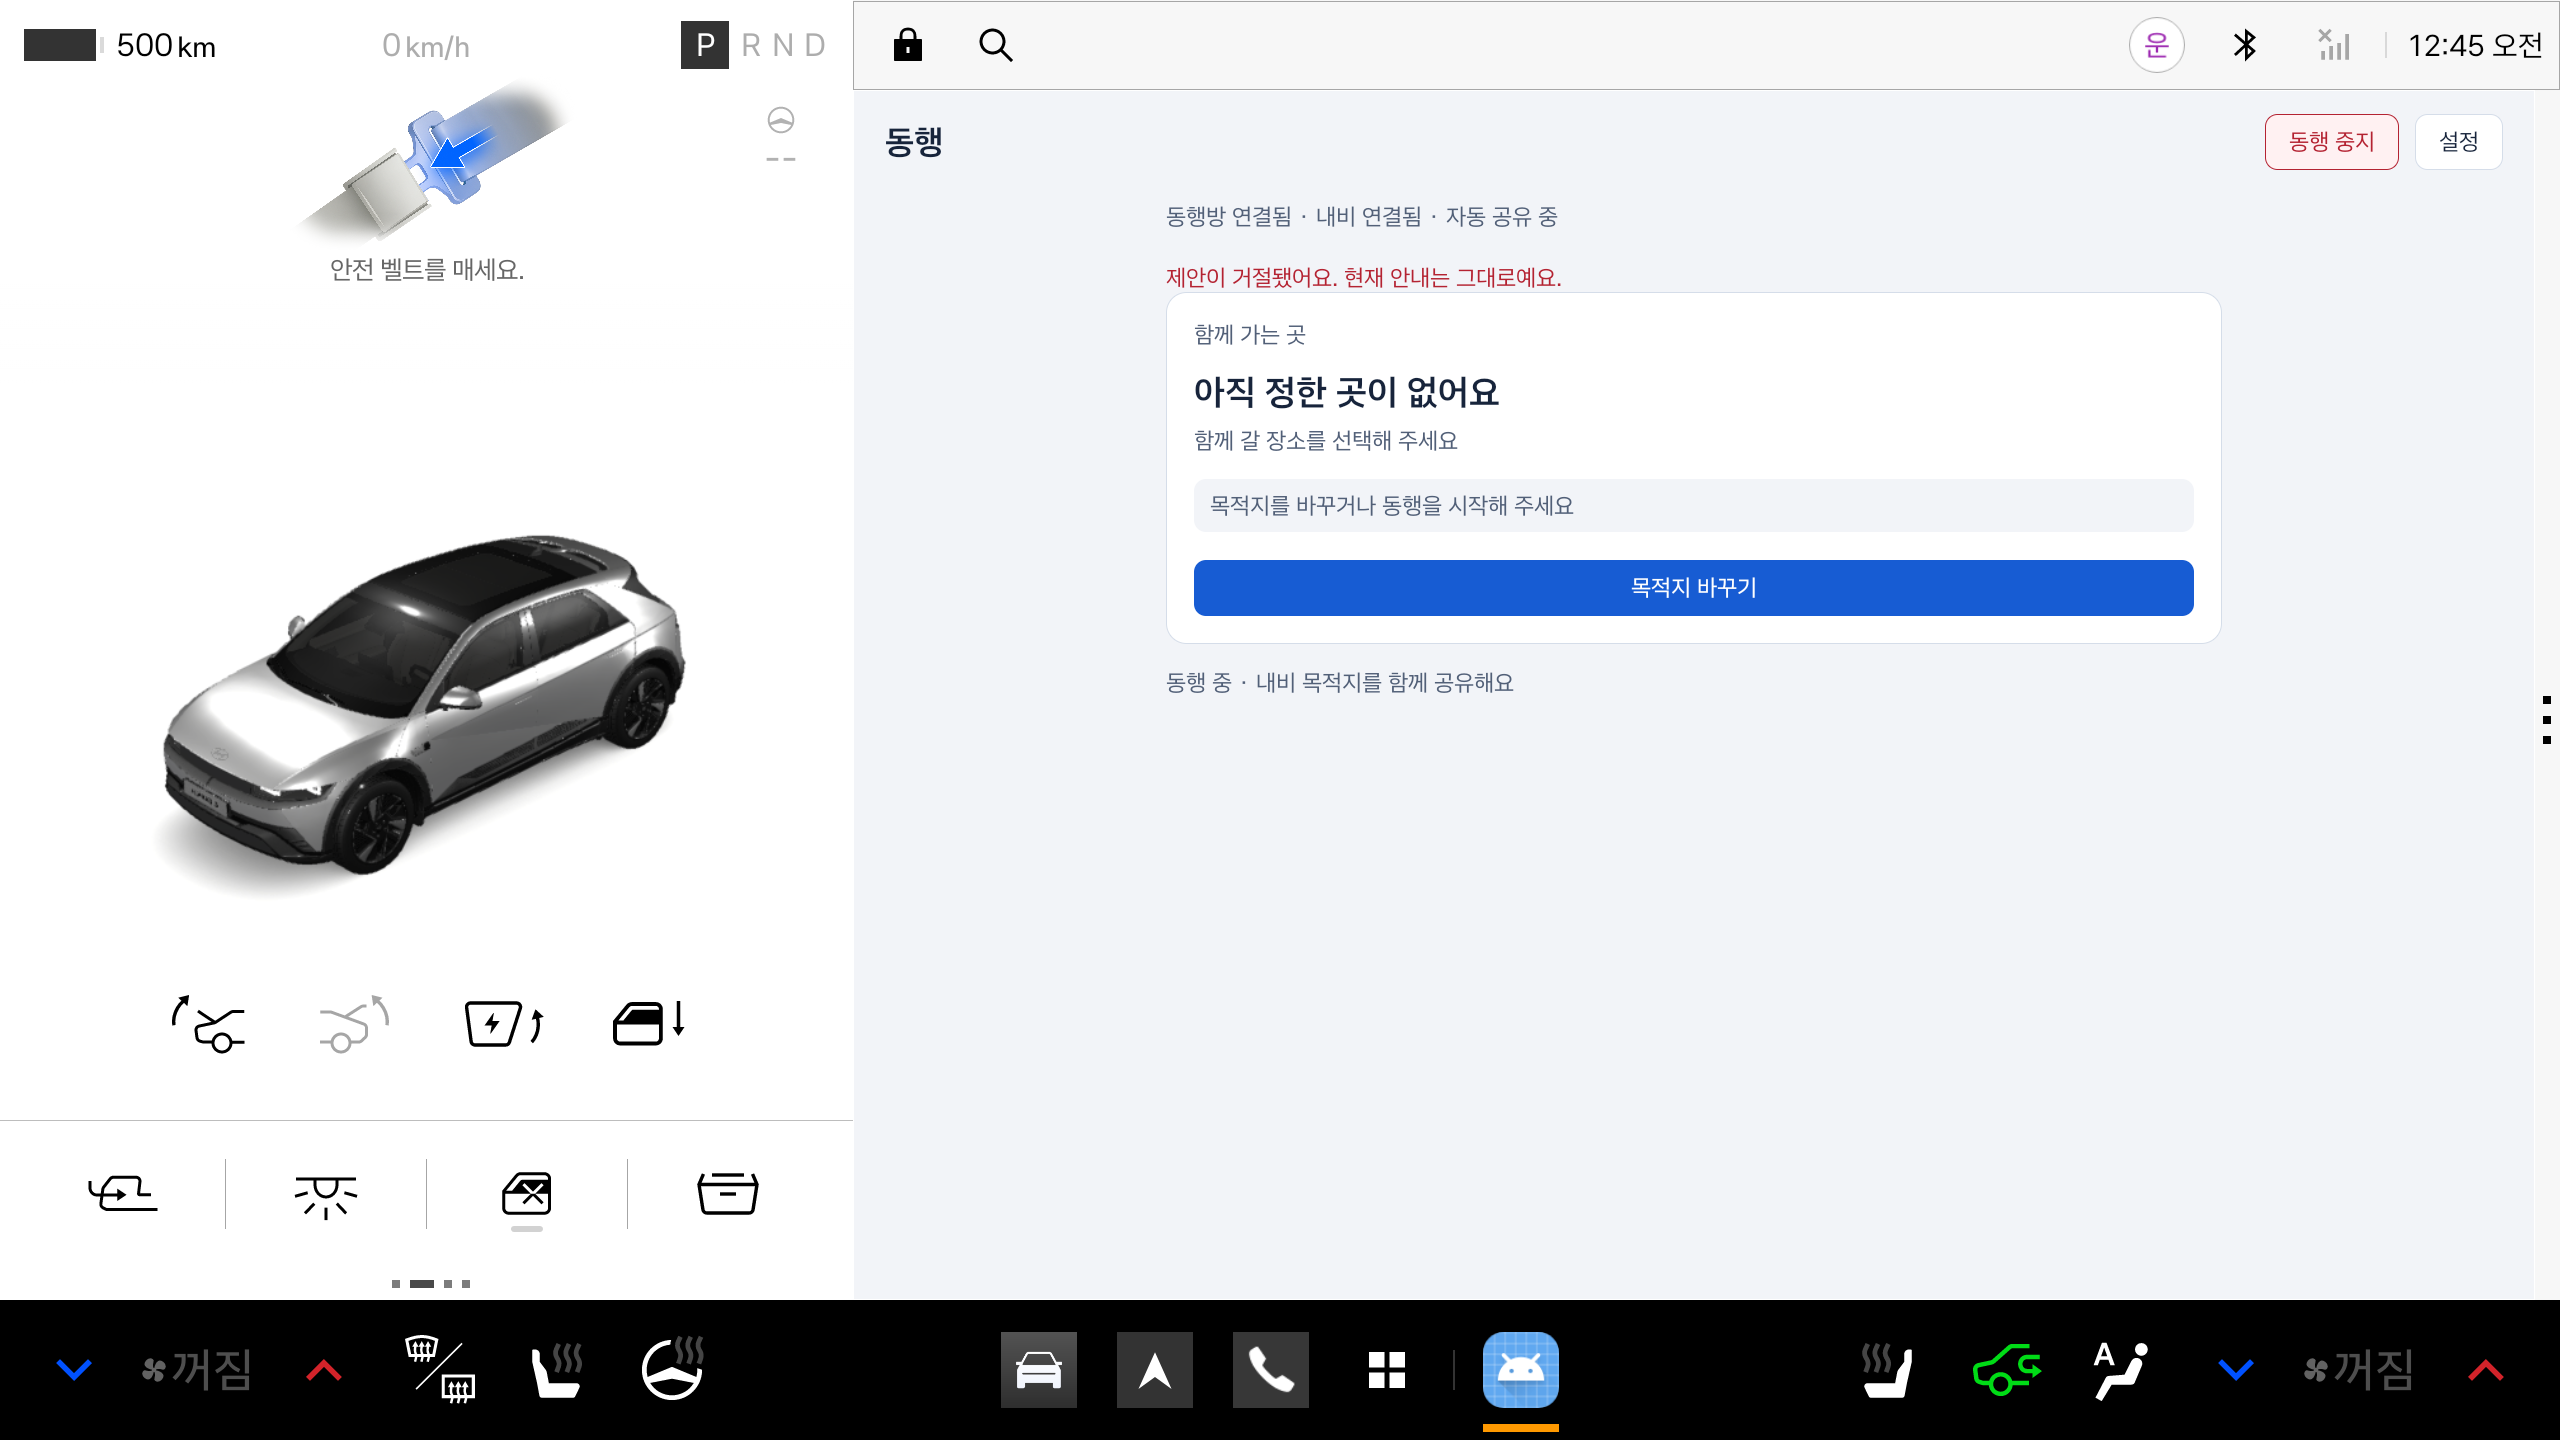 500 km
0 km/h
P R N D
운
12:45 오전
안전 벨트를 매세요.
동행
동행 중지
설정
동행방 연결됨 · 내비 연결됨 · 자동 공유 중
제안이 거절됐어요. 현재 안내는 그대로예요.
함께 가는 곳
아직 정한 곳이 없어요
함께 갈 장소를 선택해 주세요
목적지를 바꾸거나 동행을 시작해 주세요
목적지 바꾸기
동행 중 · 내비 목적지를 함께 공유해요
꺼짐
A
꺼짐